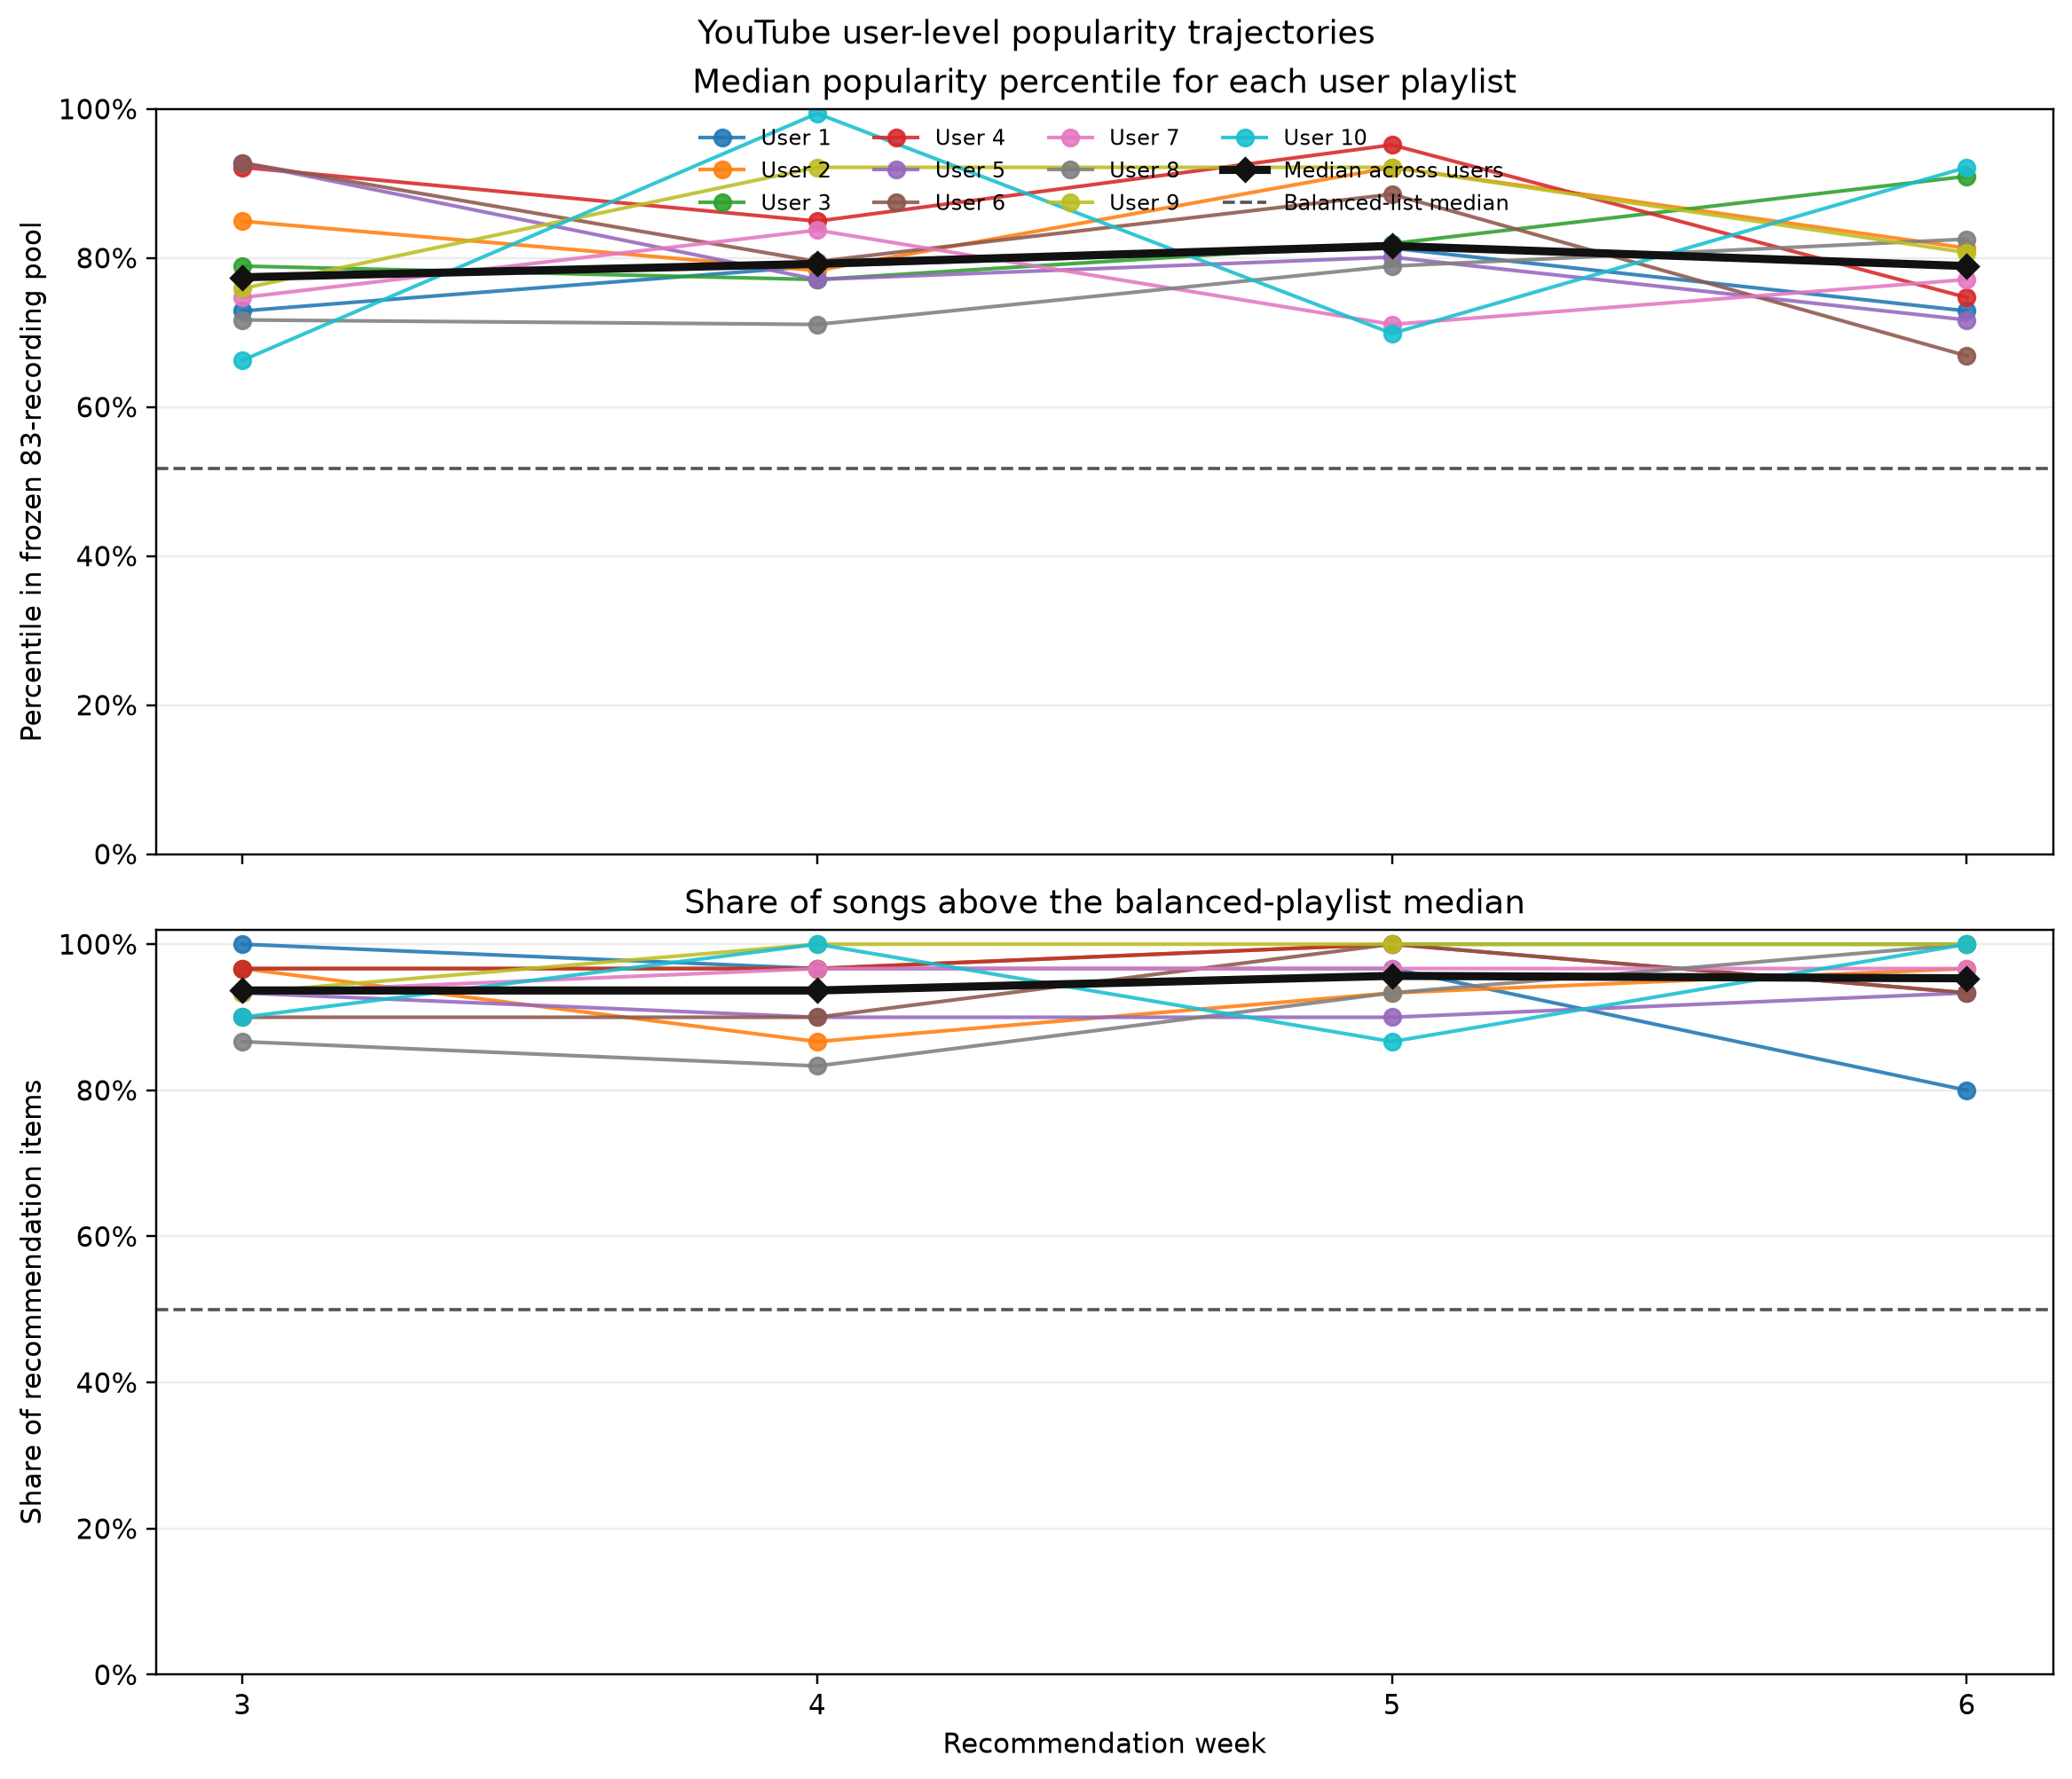 YouTube user-level popularity trajectories
Median popularity percentile for each user playlist
100%
80%
60%
40%
20%
0%
Percentile in frozen 83-recording pool
User 1
User 2
User 3
User 4
User 5
User 6
User 7
User 8
User 9
User 10
Median across users
Balanced-list median
Share of songs above the balanced-playlist median
100%
80%
60%
40%
20%
0%
Share of recommendation items
3
4
5
6
Recommendation week